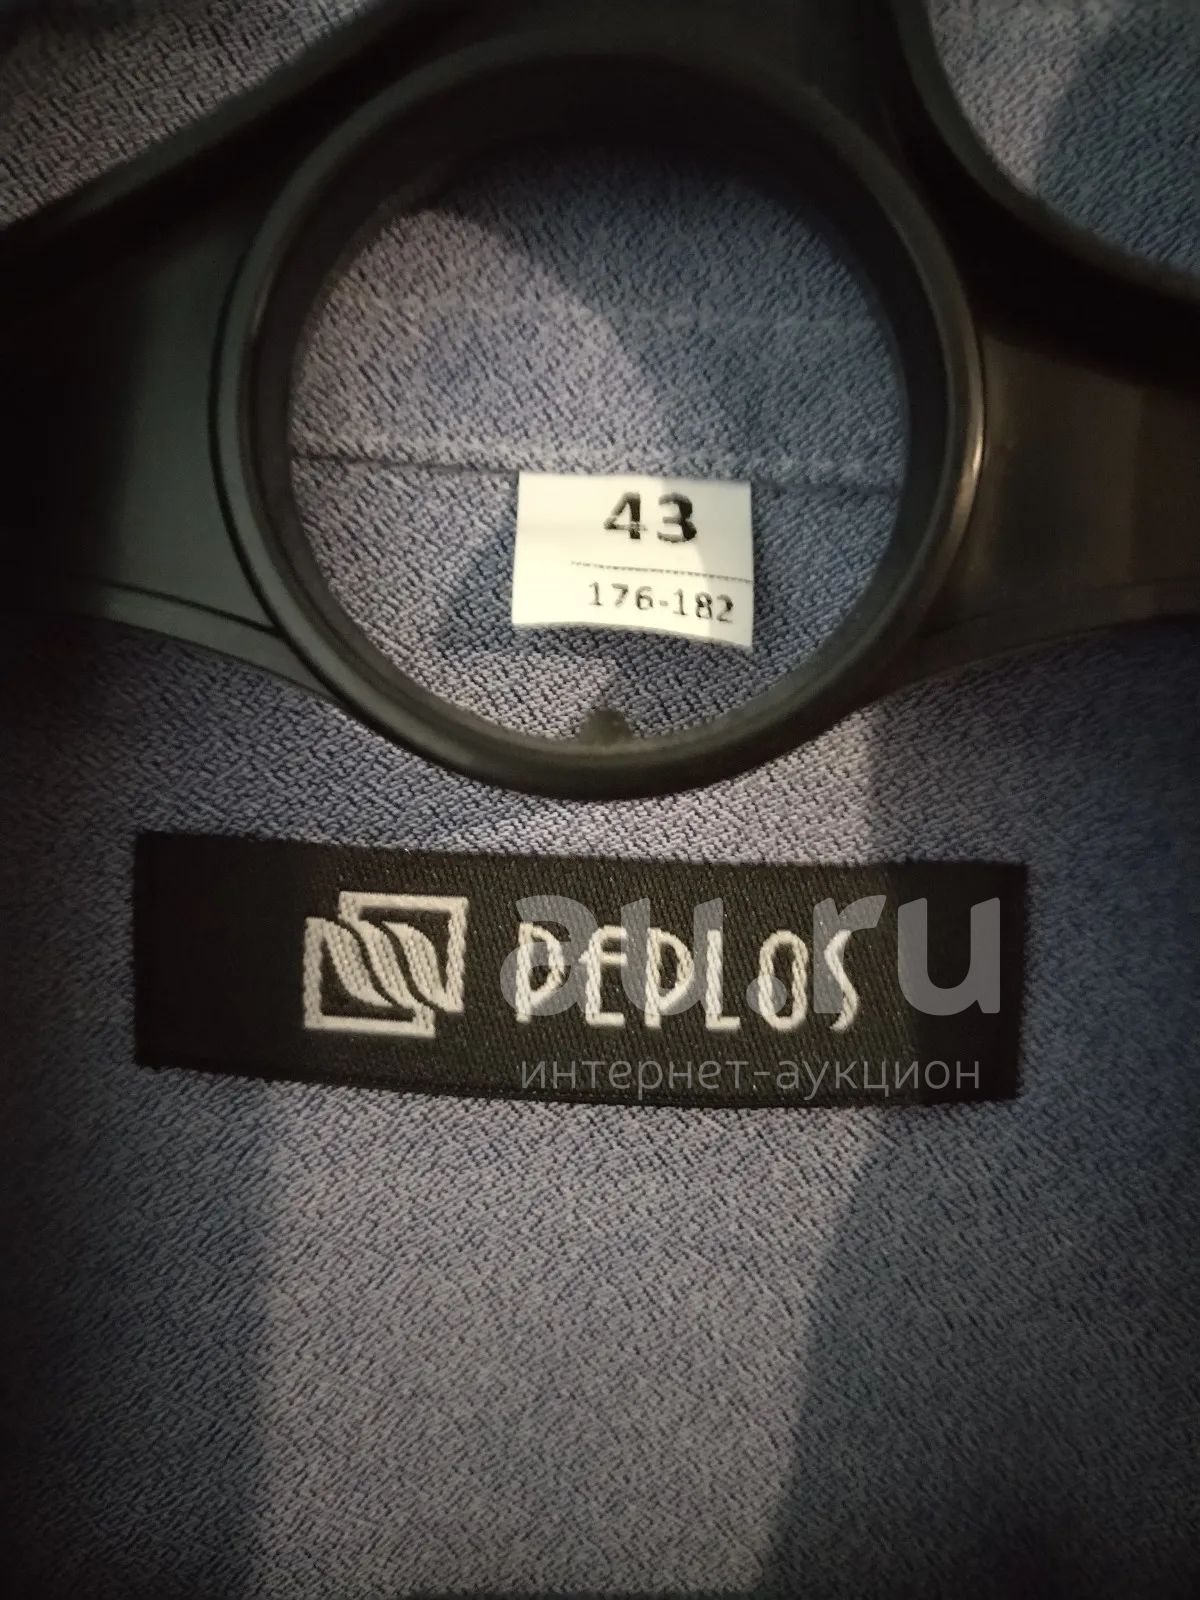 43
176-182
PEPLOS
au.ru
интернет-аукцион